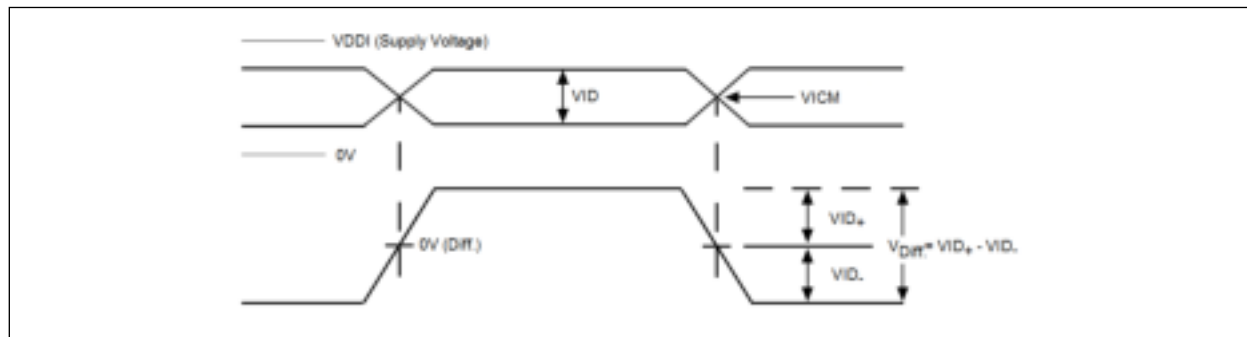 VDDI (Supply Voltage)
VID
VICM
0V
VID+
0V (Diff.)
VDiff.= VID+ - VID-
VID-